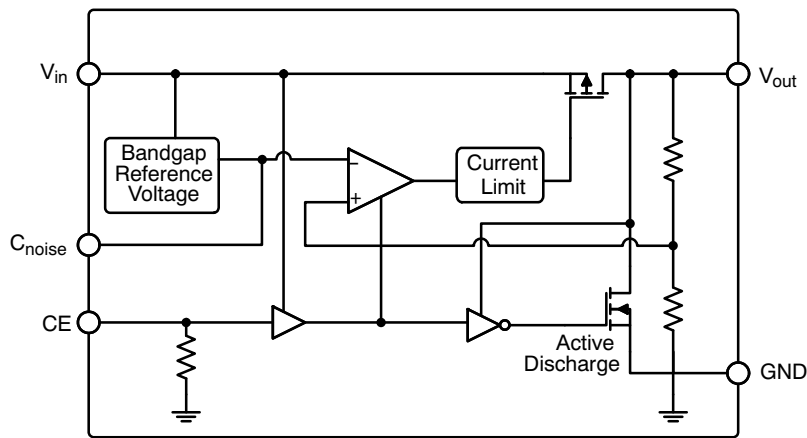 Vin
Vout
Bandgap
Reference
Voltage
−
+
Current
Limit
Cnoise
CE
Active
Discharge
GND